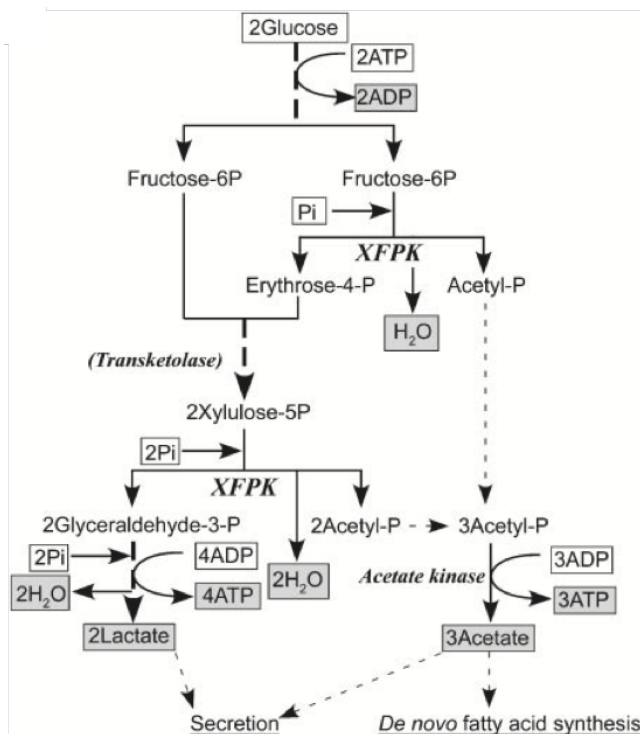 2Glucose
2ATP
2ADP
Fructose-6P
Fructose-6P
Pi
XFPK
Erythrose-4-P
Acetyl-P
H₂O
(Transketolase)
2Xylulose-5P
2Pi
XFPK
2Glyceraldehyde-3-P
2Acetyl-P
3Acetyl-P
2Pi
4ADP
2H₂O
3ADP
Acetate kinase
2H₂O
4ATP
3ATP
2Lactate
3Acetate
Secretion
De novo fatty acid synthesis